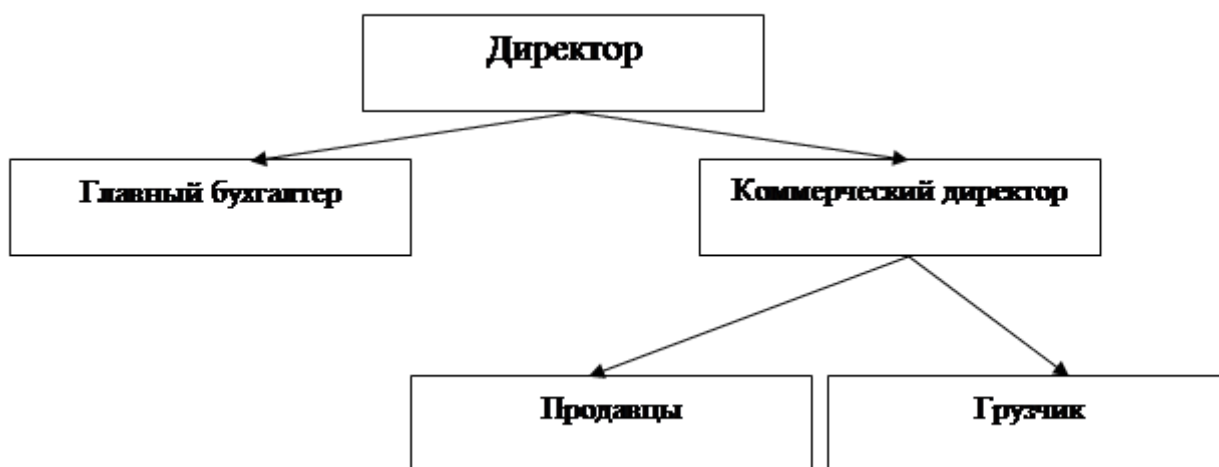 Директор
Главный бухгалтер
Коммерческий директор
Продавцы
Грузчик